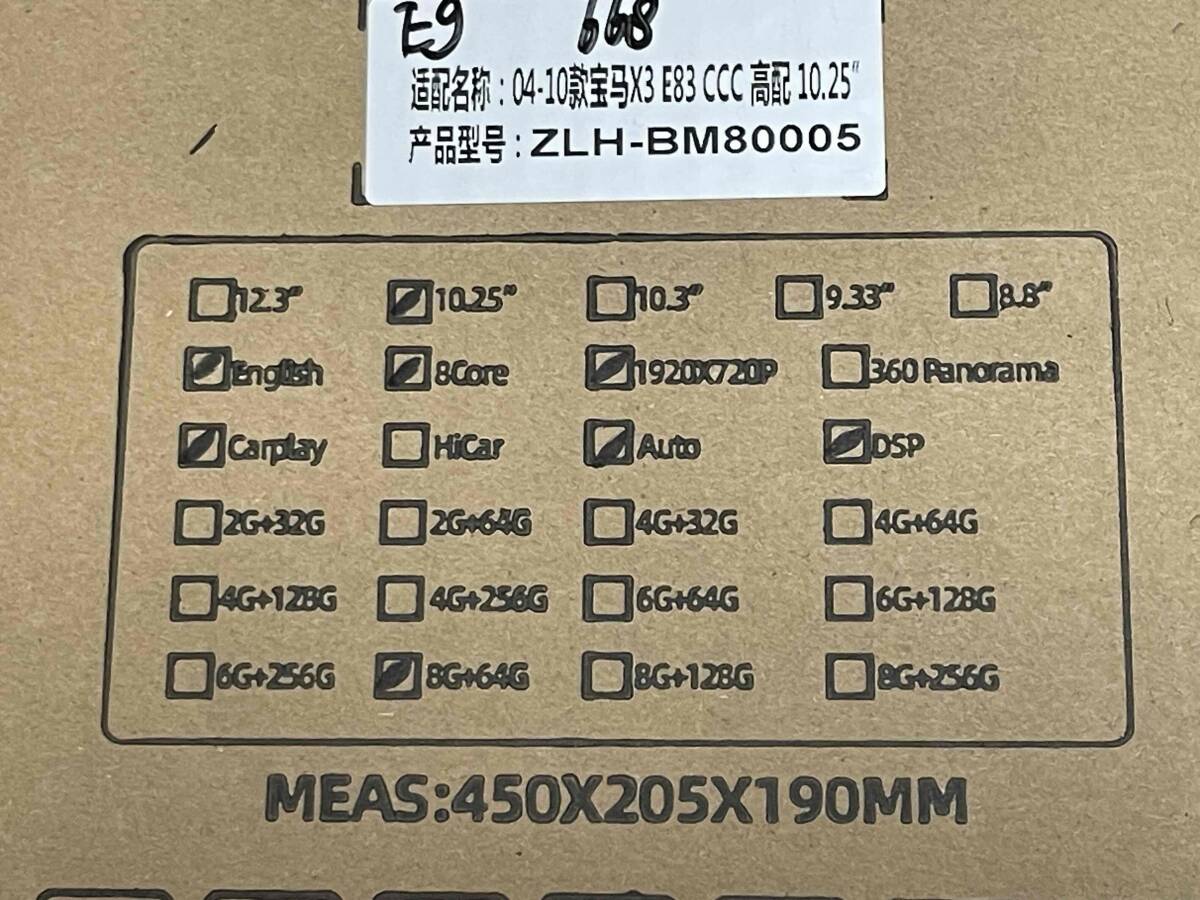 E9 668
适配名称：04-10款宝马X3 E83 CCC 高配 10.25"
产品型号：ZLH-BM80005
12.3" 10.25" 10.3" 9.33" 8.8"
English 8Core 1920X720P 360 Panorama
Carplay HiCar Auto DSP
2G+32G 2G+64G 4G+32G 4G+64G
4G+128G 4G+256G 6G+64G 6G+128G
6G+256G 8G+64G 8G+128G 8G+256G
MEAS:450X205X190MM